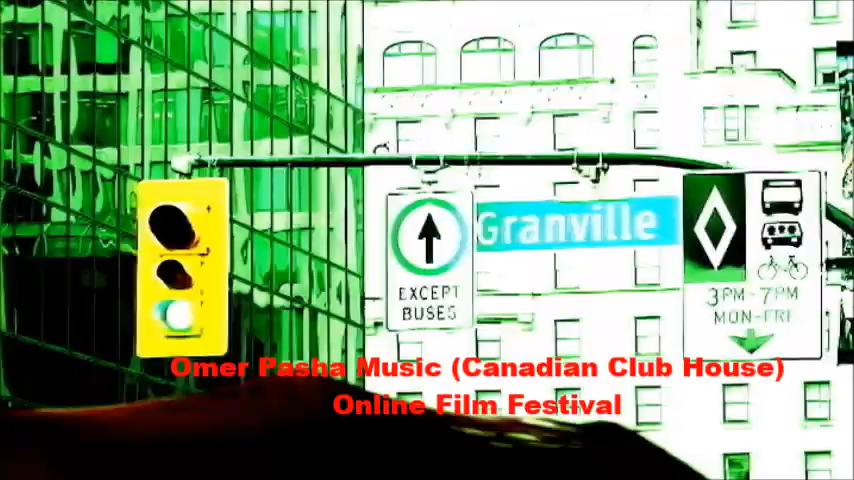 Granville
EXCEPT
BUSES
3PM-7PM
MON-FRI
Omer Pasha Music (Canadian Club House)
Online Film Festival